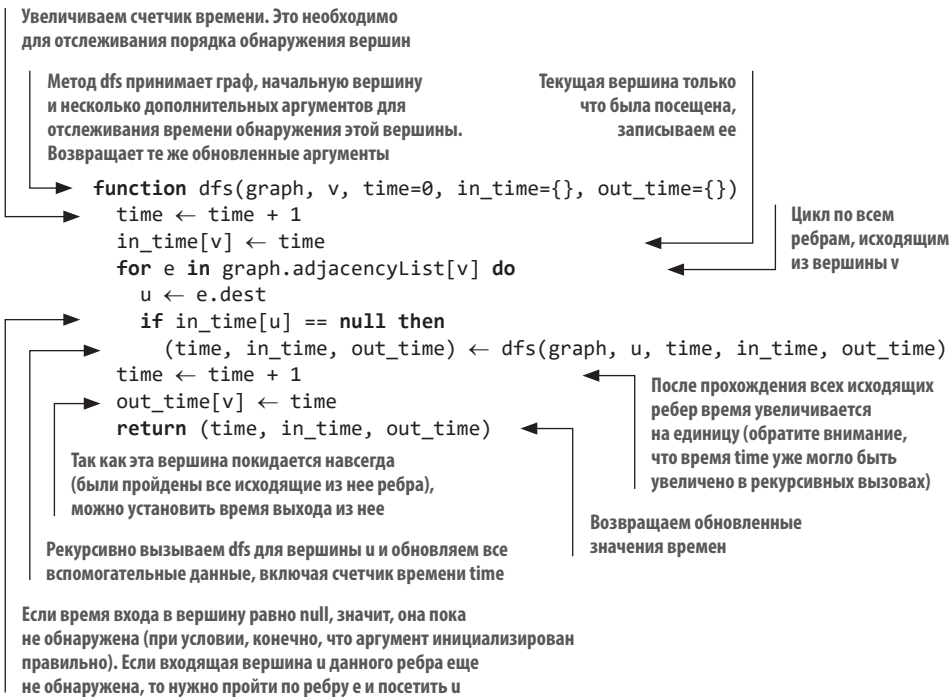 Увеличиваем счетчик времени. Это необходимо
для отслеживания порядка обнаружения вершин
Метод dfs принимает граф, начальную вершину
и несколько дополнительных аргументов для
отслеживания времени обнаружения этой вершины.
Возвращает те же обновленные аргументы
Текущая вершина только
что была посещена,
записываем ее
function dfs(graph, v, time=0, in_time={}, out_time={})
time ← time + 1
in_time[v] ← time
for e in graph.adjacencyList[v] do
u ← e.dest
if in_time[u] == null then
(time, in_time, out_time) ← dfs(graph, u, time, in_time, out_time)
time ← time + 1
out_time[v] ← time
return (time, in_time, out_time)
Цикл по всем
ребрам, исходящим
из вершины v
После прохождения всех исходящих
ребер время увеличивается
на единицу (обратите внимание,
что время time уже могло быть
увеличено в рекурсивных вызовах)
Так как эта вершина покидается навсегда
(были пройдены все исходящие из нее ребра),
можно установить время выхода из нее
Возвращаем обновленные
значения времен
Рекурсивно вызываем dfs для вершины u и обновляем все
вспомогательные данные, включая счетчик времени time
Если время входа в вершину равно null, значит, она пока
не обнаружена (при условии, конечно, что аргумент инициализирован
правильно). Если входящая вершина u данного ребра еще
не обнаружена, то нужно пройти по ребру e и посетить u